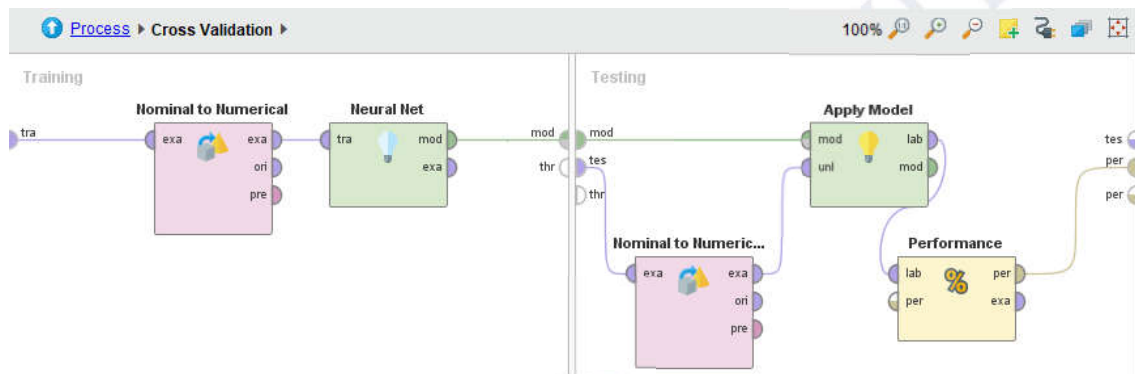 Process ▸ Cross Validation ▸
100%
Training
Testing
Nominal to Numerical
Neural Net
Apply Model
tra
exa
exa
ori
pre
tra
mod
exa
mod
thr
mod
tes
thr
mod
unl
lab
mod
tes
per
per
Nominal to Numeric...
exa
exa
ori
pre
Performance
lab
per
per
exa